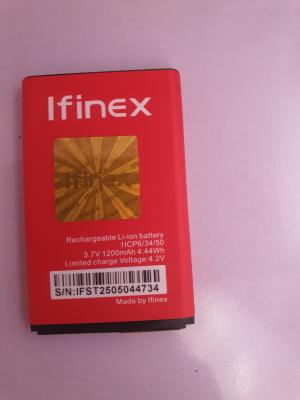 Ifinex
Rechargeable Li-ion battery
1ICP6/34/50
3.7V 1200mAh 4.44Wh
Limited charge Voltage:4.2V
S/N:IFST2505044734
Made by Ifinex